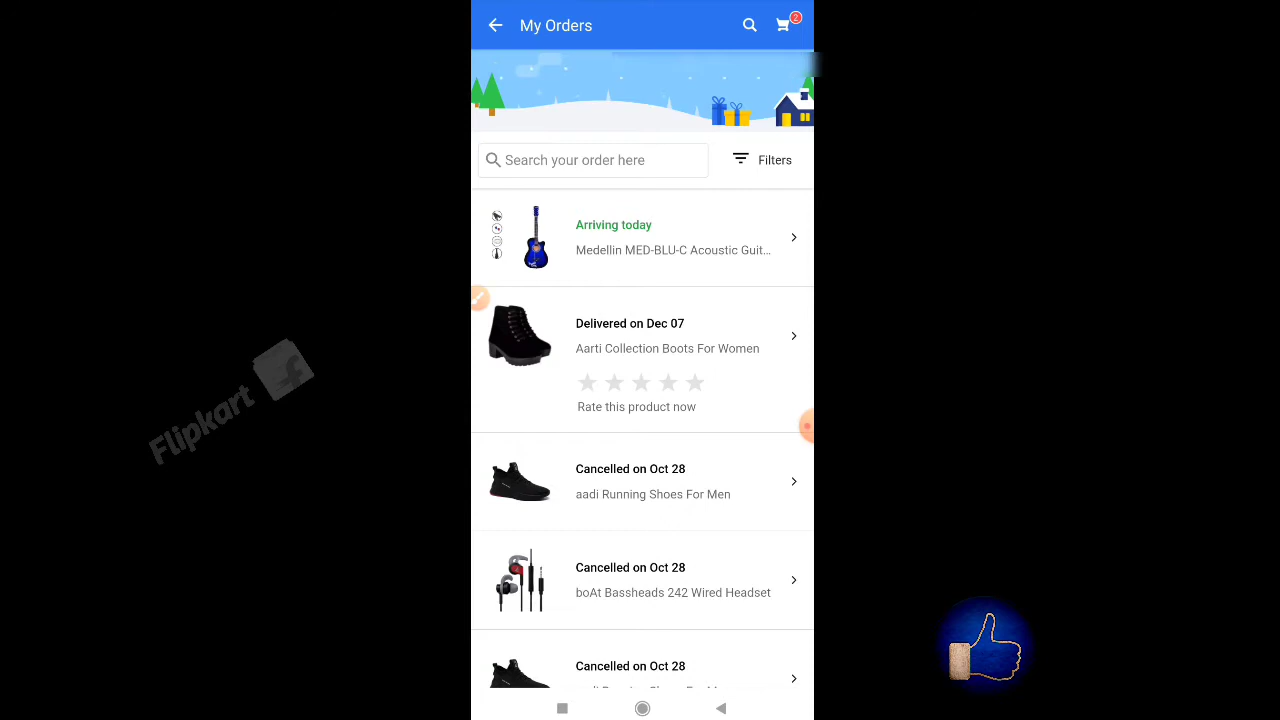 My Orders
2
Search your order here
Filters
Arriving today
Medellin MED-BLU-C Acoustic Guit...
Delivered on Dec 07
Aarti Collection Boots For Women
Rate this product now
Cancelled on Oct 28
aadi Running Shoes For Men
Cancelled on Oct 28
boAt Bassheads 242 Wired Headset
Cancelled on Oct 28
Flipkart